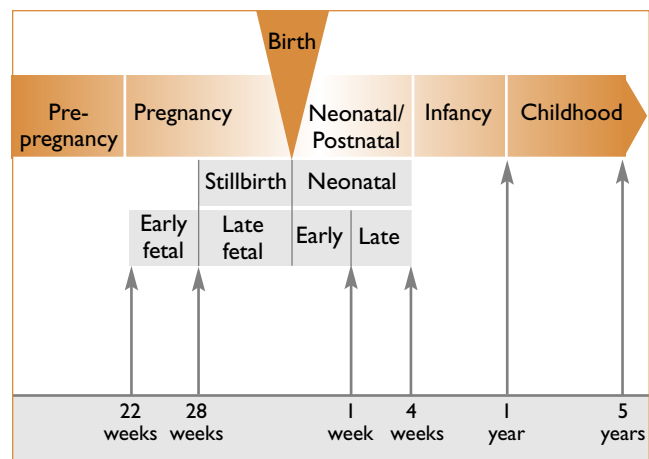 Birth
Pre-
pregnancy
Pregnancy
Neonatal/
Postnatal
Infancy
Childhood
Stillbirth
Neonatal
Early
fetal
Late
fetal
Early
Late
22
weeks
28
weeks
1
week
4
weeks
1
year
5
years